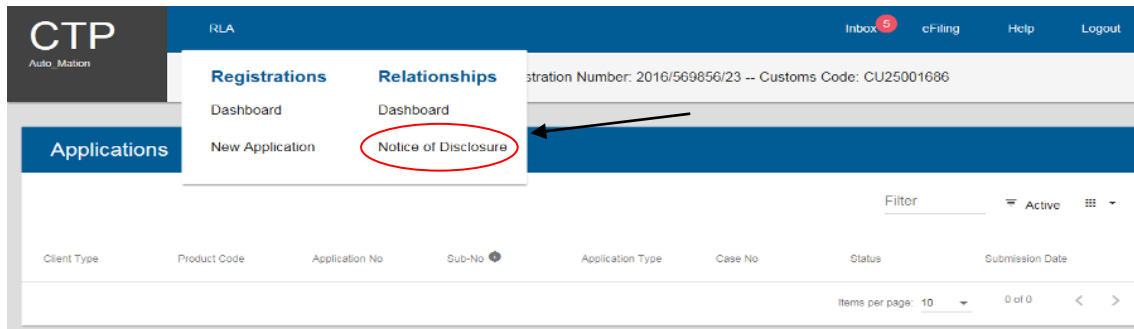 CTP
Auto_Mation
RLA
Inbox 5
eFiling
Help
Logout
Registrations
Relationships
stration Number: 2016/569856/23 -- Customs Code: CU25001686
Dashboard
Dashboard
New Application
Notice of Disclosure
Applications
Filter
Active
Client Type
Product Code
Application No
Sub-No
Application Type
Case No
Status
Submission Date
Items per page: 10
0 of 0